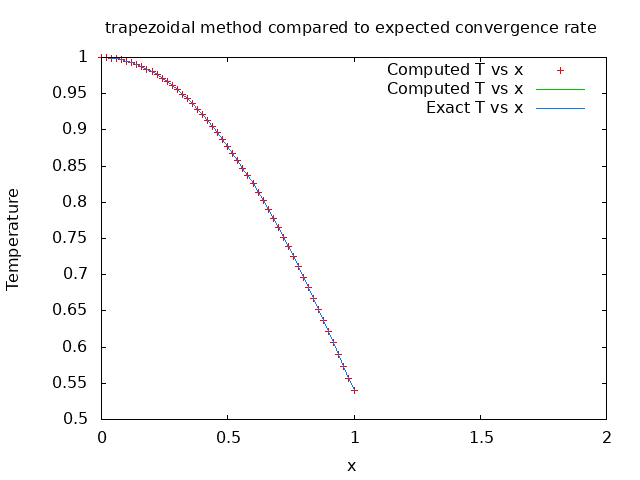 trapezoidal method compared to expected convergence rate
Computed T vs x
Computed T vs x
Exact T vs x
1
0.95
0.9
0.85
0.8
0.75
0.7
0.65
0.6
0.55
0.5
Temperature
0
0.5
1
1.5
2
x